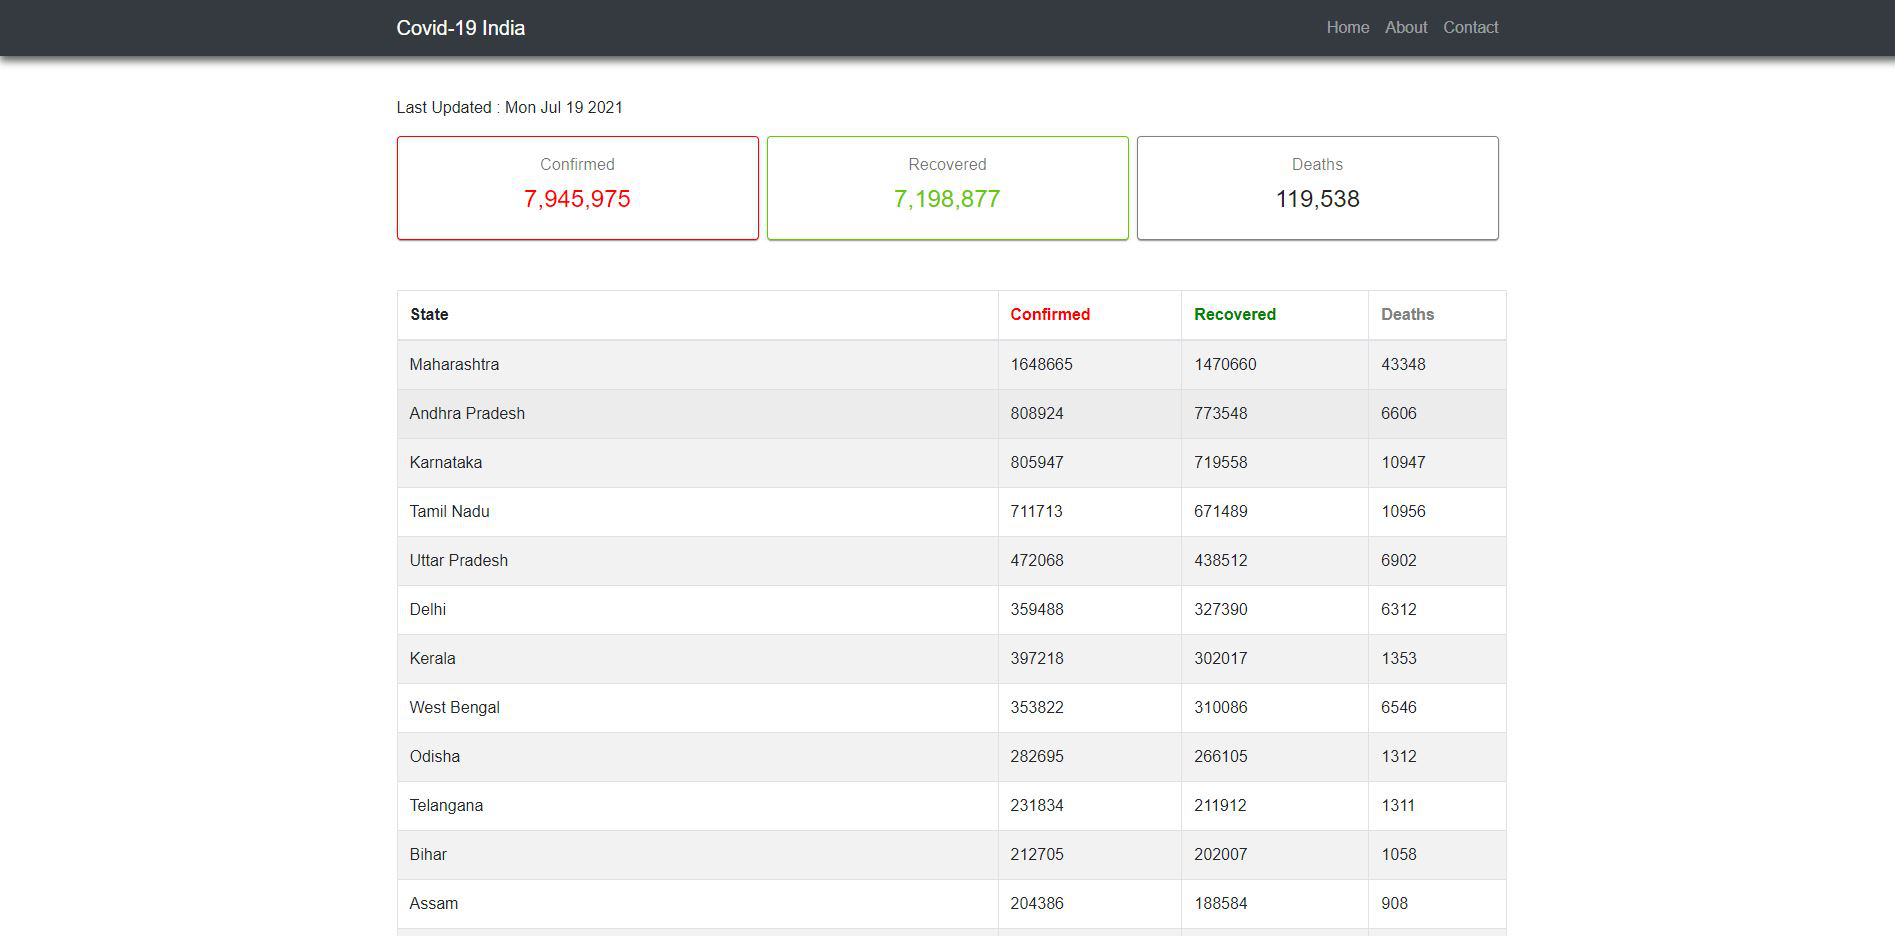 Covid-19 India Home About Contact
Last Updated : Mon Jul 19 2021
Confirmed Recovered Deaths
7,945,975 7,198,877 119,538
State Confirmed Recovered Deaths
Maharashtra 1648665 1470660 43348
Andhra Pradesh 808924 773548 6606
Karnataka 805947 719558 10947
Tamil Nadu 711713 671489 10956
Uttar Pradesh 472068 438512 6902
Delhi 359488 327390 6312
Kerala 397218 302017 1353
West Bengal 353822 310086 6546
Odisha 282695 266105 1312
Telangana 231834 211912 1311
Bihar 212705 202007 1058
Assam 204386 188584 908